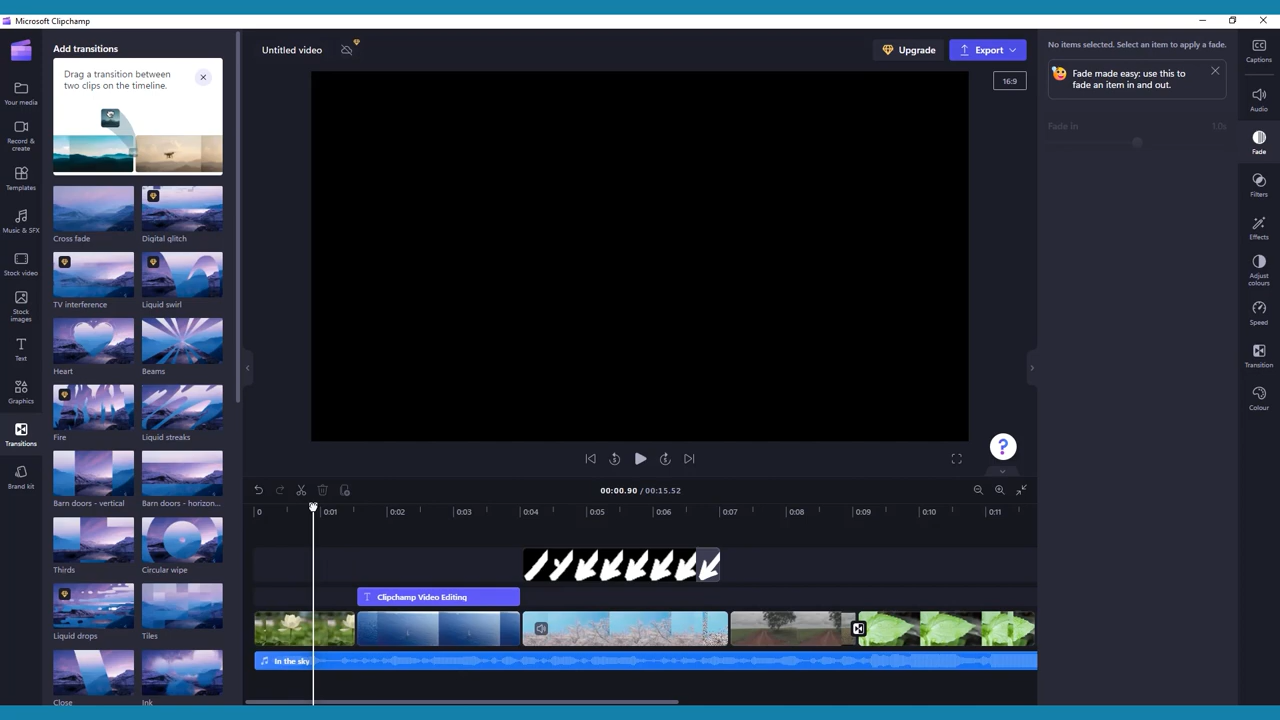 Microsoft Clipchamp
Add transitions
Drag a transition between
two clips on the timeline.
Your media
Record &
create
Templates
Music & SFX
Stock video
Stock
images
Text
Graphics
Transitions
Brand kit
Cross fade
Digital glitch
TV interference
Liquid swirl
Heart
Beams
Fire
Liquid streaks
Barn doors - vertical
Barn doors - horizon...
Thirds
Circular wipe
Liquid drops
Tiles
Close
Ink
Untitled video
Upgrade
Export
16:9
5
5
?
00:00.90 / 00:15.52
0
0:01
0:02
0:03
0:04
0:05
0:06
0:07
0:08
0:09
0:10
0:11
T Clipchamp Video Editing
In the sky
No items selected. Select an item to apply a fade.
Fade made easy: use this to
fade an item in and out.
Fade in
1.0s
Captions
Audio
Fade
Filters
Effects
Adjust
colours
Speed
Transition
Colour